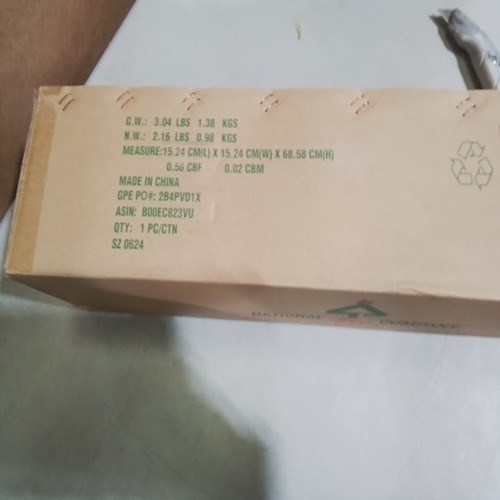 G.W.: 3.04 LBS 1.38 KGS
N.W.: 2.16 LBS 0.98 KGS
MEASURE:15.24 CM(L) X 15.24 CM(W) X 68.58 CM(H)
0.56 CBF 0.02 CBM
MADE IN CHINA
GPE PO#: 2B4PVD1X
ASIN: B00EC823VU
QTY: 1 PC/CTN
SZ 0624
NATIONAL